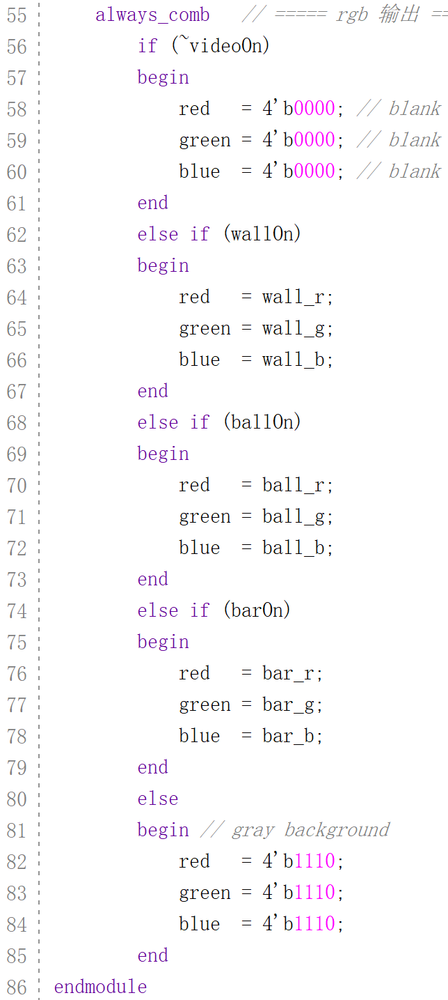 55     always_comb   // ===== rgb 输出 ==
56         if (~videoOn)
57         begin
58             red   = 4'b0000; // blank
59             green = 4'b0000; // blank
60             blue  = 4'b0000; // blank
61         end
62         else if (wallOn)
63         begin
64             red   = wall_r;
65             green = wall_g;
66             blue  = wall_b;
67         end
68         else if (ballOn)
69         begin
70             red   = ball_r;
71             green = ball_g;
72             blue  = ball_b;
73         end
74         else if (barOn)
75         begin
76             red   = bar_r;
77             green = bar_g;
78             blue  = bar_b;
79         end
80         else
81         begin // gray background
82             red   = 4'b1110;
83             green = 4'b1110;
84             blue  = 4'b1110;
85         end
86 endmodule